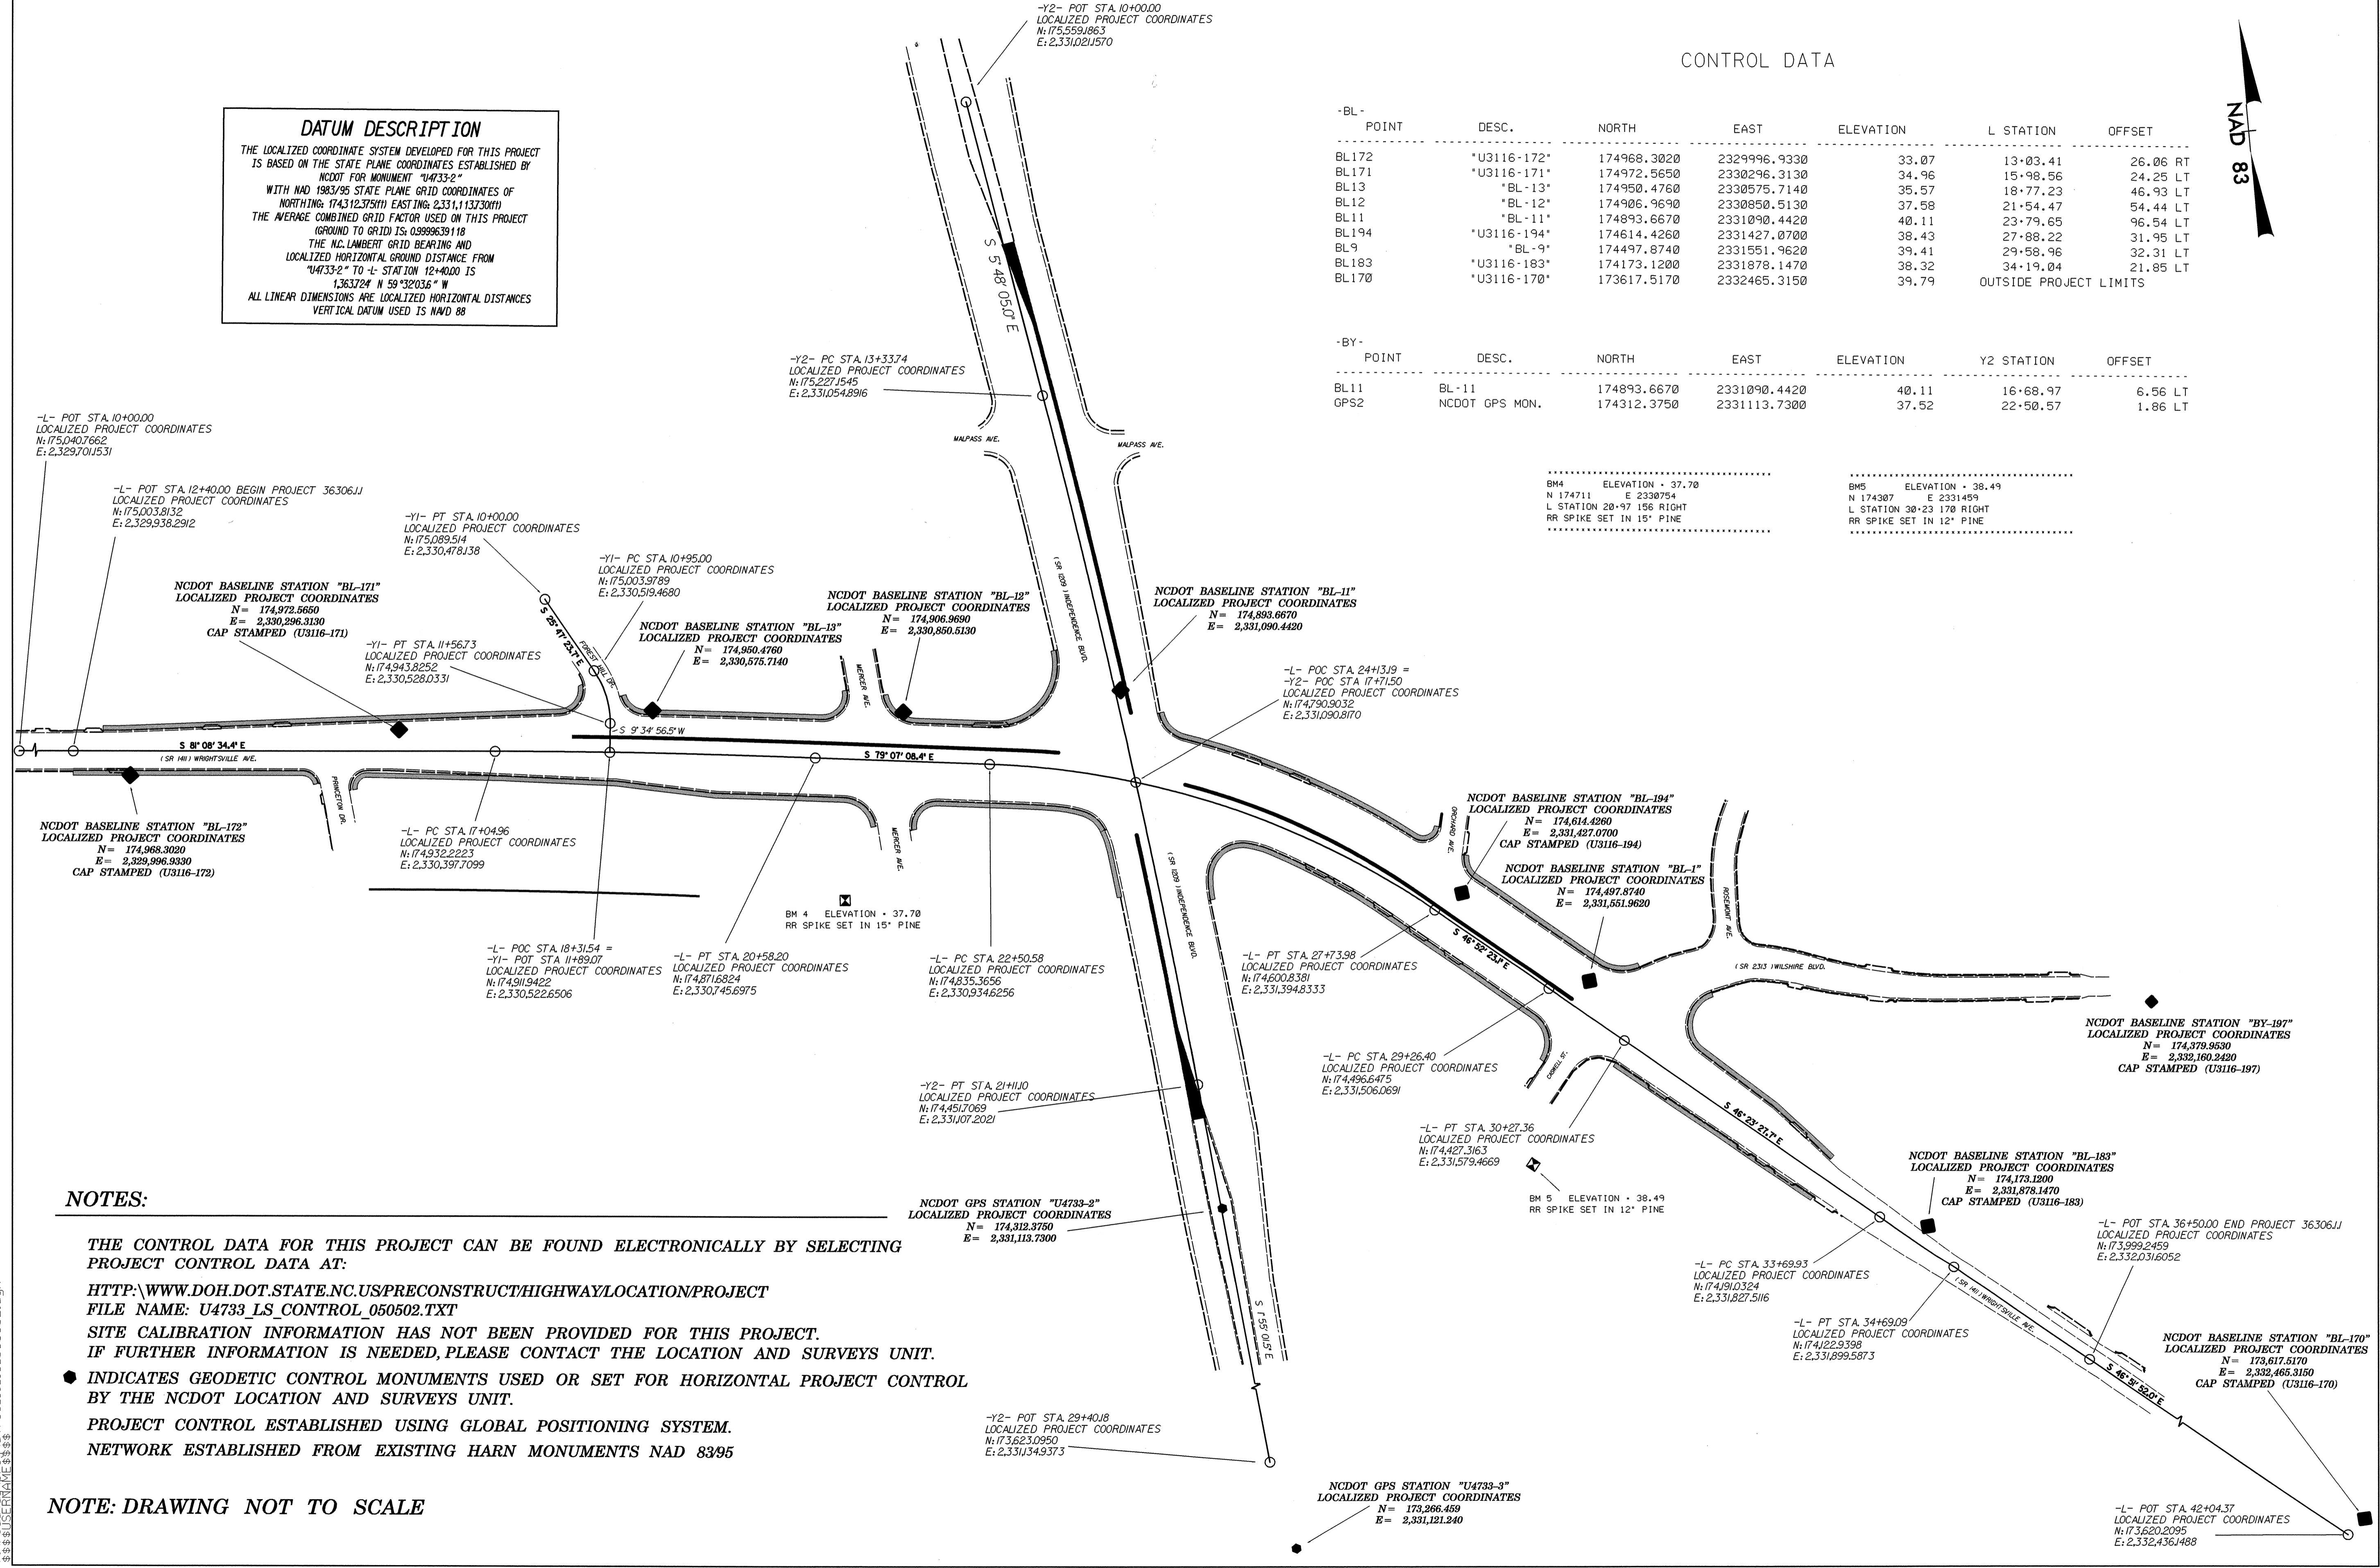 -Y2- POT STA. 10+00.00
LOCALIZED PROJECT COORDINATES
N: 175,559.1863
E: 2,331,021.1570
CONTROL DATA
NAD 83
DATUM DESCRIPTION
THE LOCALIZED COORDINATE SYSTEM DEVELOPED FOR THIS PROJECT
IS BASED ON THE STATE PLANE COORDINATES ESTABLISHED BY
NCDOT FOR MONUMENT "U4733-2"
WITH NAD 1983/95 STATE PLANE GRID COORDINATES OF
NORTHING: 174,312.375(ft) EASTING: 2,331,113.730(ft)
THE AVERAGE COMBINED GRID FACTOR USED ON THIS PROJECT
(GROUND TO GRID) IS: 0.9999639118
THE N.C. LAMBERT GRID BEARING AND
LOCALIZED HORIZONTAL GROUND DISTANCE FROM
"U4733-2" TO -L- STATION 12+40.00 IS
1,363.724' N 59°32'03.6" W
ALL LINEAR DIMENSIONS ARE LOCALIZED HORIZONTAL DISTANCES
VERTICAL DATUM USED IS NAVD 88
-BL-
POINT DESC. NORTH EAST ELEVATION L STATION OFFSET
BL172 "U3116-172" 174968.3020 2329996.9330 33.07 13+03.41 26.06 RT
BL171 "U3116-171" 174972.5650 2330296.3130 34.96 15+98.56 24.25 LT
BL13 "BL-13" 174950.4760 2330575.7140 35.57 18+77.23 46.93 LT
BL12 "BL-12" 174906.9690 2330850.5130 37.58 21+54.47 54.44 LT
BL11 "BL-11" 174893.6670 2331090.4420 40.11 23+79.65 96.54 LT
BL194 "U3116-194" 174614.4260 2331427.0700 38.43 27+88.22 31.95 LT
BL9 "BL-9" 174497.8740 2331551.9620 39.41 29+58.96 32.31 LT
BL183 "U3116-183" 174173.1200 2331878.1470 38.32 34+19.04 21.85 LT
BL170 "U3116-170" 173617.5170 2332465.3150 39.79 OUTSIDE PROJECT LIMITS
-BY-
POINT DESC. NORTH EAST ELEVATION Y2 STATION OFFSET
BL11 BL-11 174893.6670 2331090.4420 40.11 16+68.97 6.56 LT
GPS2 NCDOT GPS MON. 174312.3750 2331113.7300 37.52 22+50.57 1.86 LT
BM4 ELEVATION = 37.70
N 174711 E 2330754
L STATION 20+97 156 RIGHT
RR SPIKE SET IN 15" PINE
BM5 ELEVATION = 38.49
N 174307 E 2331459
L STATION 30+23 170 RIGHT
RR SPIKE SET IN 12" PINE
S 5° 48' 05.0" E
-Y2- PC STA. 13+33.74
LOCALIZED PROJECT COORDINATES
N: 175,227.1545
E: 2,331,054.8916
MALPASS AVE.
MALPASS AVE.
-L- POT STA. 10+00.00
LOCALIZED PROJECT COORDINATES
N: 175,040.7662
E: 2,329,701.1531
-L- POT STA. 12+40.00 BEGIN PROJECT 36306.1.1
LOCALIZED PROJECT COORDINATES
N: 175,003.8132
E: 2,329,938.2912
-Y1- PT STA. 10+00.00
LOCALIZED PROJECT COORDINATES
N: 175,089.514
E: 2,330,478.138
-Y1- PC STA. 10+95.00
LOCALIZED PROJECT COORDINATES
N: 175,003.9789
E: 2,330,519.4680
NCDOT BASELINE STATION "BL-171"
LOCALIZED PROJECT COORDINATES
N= 174,972.5650
E= 2,330,296.3130
CAP STAMPED (U3116-171)
-Y1- PT STA. 11+56.73
LOCALIZED PROJECT COORDINATES
N: 174,943.8252
E: 2,330,528.0331
S 25° 47' 23.7" E
FOREST HILL DR.
NCDOT BASELINE STATION "BL-13"
LOCALIZED PROJECT COORDINATES
N= 174,950.4760
E= 2,330,575.7140
NCDOT BASELINE STATION "BL-12"
LOCALIZED PROJECT COORDINATES
N= 174,906.9690
E= 2,330,850.5130
MERCER AVE.
(SR 1209) INDEPENDENCE BLVD.
NCDOT BASELINE STATION "BL-11"
LOCALIZED PROJECT COORDINATES
N= 174,893.6670
E= 2,331,090.4420
-L- POC STA. 24+13.19 =
-Y2- POC STA 17+71.50
LOCALIZED PROJECT COORDINATES
N: 174,790.9032
E: 2,331,090.8170
S 9° 34' 56.5" W
S 81° 08' 34.4" E
(SR 1411) WRIGHTSVILLE AVE.
S 79° 07' 08.4" E
PRINCETON DR.
NCDOT BASELINE STATION "BL-172"
LOCALIZED PROJECT COORDINATES
N= 174,968.3020
E= 2,329,996.9330
CAP STAMPED (U3116-172)
-L- PC STA. 17+04.96
LOCALIZED PROJECT COORDINATES
N: 174,932.2223
E: 2,330,397.7099
MERCER AVE.
BM 4 ELEVATION = 37.70
RR SPIKE SET IN 15" PINE
(SR 1209) INDEPENDENCE BLVD.
ORCHARD AVE.
NCDOT BASELINE STATION "BL-194"
LOCALIZED PROJECT COORDINATES
N= 174,614.4260
E= 2,331,427.0700
CAP STAMPED (U3116-194)
NCDOT BASELINE STATION "BL-1"
LOCALIZED PROJECT COORDINATES
N= 174,497.8740
E= 2,331,551.9620
ROSEMONT AVE.
-L- POC STA. 18+31.54 =
-Y1- POT STA 11+89.07
LOCALIZED PROJECT COORDINATES
N: 174,911.9422
E: 2,330,522.6506
-L- PT STA. 20+58.20
LOCALIZED PROJECT COORDINATES
N: 174,871.6824
E: 2,330,745.6975
-L- PC STA. 22+50.58
LOCALIZED PROJECT COORDINATES
N: 174,835.3656
E: 2,330,934.6256
-L- PT STA. 27+73.98
LOCALIZED PROJECT COORDINATES
N: 174,600.8381
E: 2,331,394.8333
S 46° 52' 23.1" E
(SR 2313) WILSHIRE BLVD.
NCDOT BASELINE STATION "BY-197"
LOCALIZED PROJECT COORDINATES
N= 174,379.9530
E= 2,332,160.2420
CAP STAMPED (U3116-197)
-L- PC STA. 29+26.40
LOCALIZED PROJECT COORDINATES
N: 174,496.6475
E: 2,331,506.0691
CASWELL ST.
-Y2- PT STA. 21+11.10
LOCALIZED PROJECT COORDINATES
N: 174,451.7069
E: 2,331,107.2021
-L- PT STA. 30+27.36
LOCALIZED PROJECT COORDINATES
N: 174,427.3163
E: 2,331,579.4669
S 46° 23' 27.7" E
BM 5 ELEVATION = 38.49
RR SPIKE SET IN 12" PINE
NCDOT BASELINE STATION "BL-183"
LOCALIZED PROJECT COORDINATES
N= 174,173.1200
E= 2,331,878.1470
CAP STAMPED (U3116-183)
-L- POT STA. 36+50.00 END PROJECT 36306.1.1
LOCALIZED PROJECT COORDINATES
N: 173,999.2459
E: 2,332,031.6052
NCDOT GPS STATION "U4733-2"
LOCALIZED PROJECT COORDINATES
N= 174,312.3750
E= 2,331,113.7300
-L- PC STA. 33+69.93
LOCALIZED PROJECT COORDINATES
N: 174,191.0324
E: 2,331,827.5116
(SR 1411) WRIGHTSVILLE AVE.
-L- PT STA. 34+69.09
LOCALIZED PROJECT COORDINATES
N: 174,122.9398
E: 2,331,899.5873
S 1° 55' 01.5" E
NCDOT BASELINE STATION "BL-170"
LOCALIZED PROJECT COORDINATES
N= 173,617.5170
E= 2,332,465.3150
CAP STAMPED (U3116-170)
S 46° 51' 52.0" E
-Y2- POT STA. 29+40.18
LOCALIZED PROJECT COORDINATES
N: 173,623.0950
E: 2,331,134.9373
NCDOT GPS STATION "U4733-3"
LOCALIZED PROJECT COORDINATES
N= 173,266.459
E= 2,331,121.240
-L- POT STA. 42+04.37
LOCALIZED PROJECT COORDINATES
N: 173,620.2095
E: 2,332,436.1488
NOTES:
THE CONTROL DATA FOR THIS PROJECT CAN BE FOUND ELECTRONICALLY BY SELECTING
PROJECT CONTROL DATA AT:
HTTP:\WWW.DOH.DOT.STATE.NC.US/PRECONSTRUCT/HIGHWAY/LOCATION/PROJECT
FILE NAME: U4733_LS_CONTROL_050502.TXT
SITE CALIBRATION INFORMATION HAS NOT BEEN PROVIDED FOR THIS PROJECT.
IF FURTHER INFORMATION IS NEEDED, PLEASE CONTACT THE LOCATION AND SURVEYS UNIT.
INDICATES GEODETIC CONTROL MONUMENTS USED OR SET FOR HORIZONTAL PROJECT CONTROL
BY THE NCDOT LOCATION AND SURVEYS UNIT.
PROJECT CONTROL ESTABLISHED USING GLOBAL POSITIONING SYSTEM.
NETWORK ESTABLISHED FROM EXISTING HARN MONUMENTS NAD 83/95
NOTE: DRAWING NOT TO SCALE
$$$$USERNAME$$$$